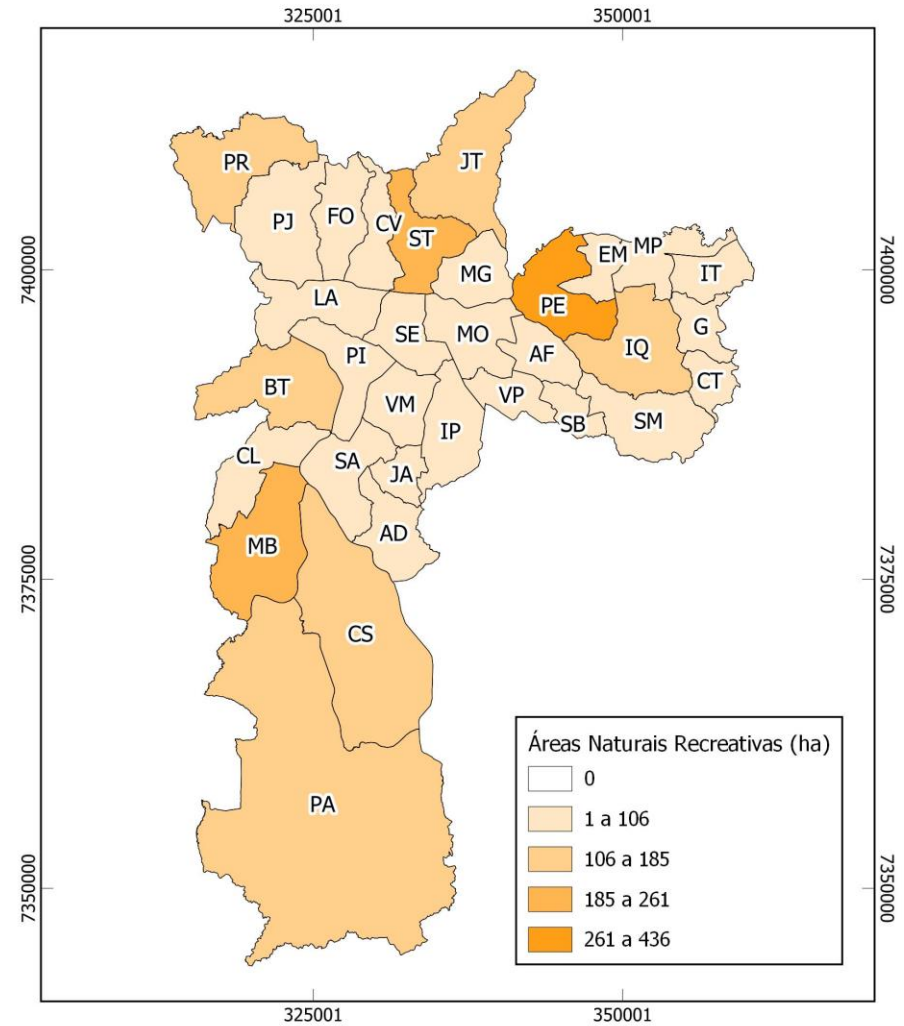 325001 350001
JT
PR
PJ FO CV ST
7400000 7400000
EM MP
MG IT
PE
LA
SE MO G
PI AF IQ
BT CT
VM VP
IP SB SM
CL SA JA
AD
MB
7375000 7375000
CS
Áreas Naturais Recreativas (ha)
0
PA
1 a 106
106 a 185
7350000 7350000
185 a 261
261 a 436
325001 350001